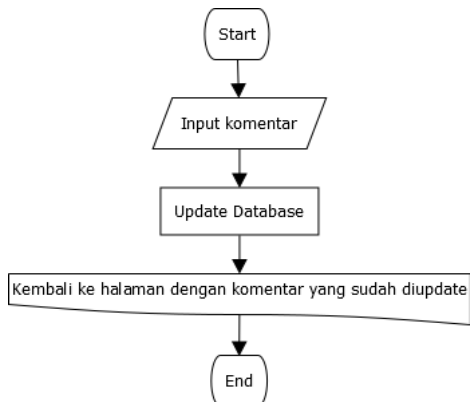 Start
Input komentar
Update Database
Kembali ke halaman dengan komentar yang sudah diupdate
End